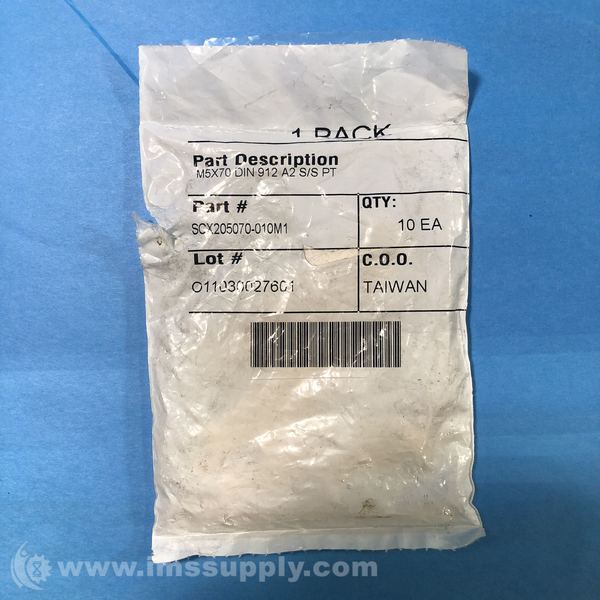 1 PACK
Part Description
M5X70 DIN 912 A2 S/S PT
Part #
QTY:
SCX205070-010M1
10 EA
Lot #
C.O.O.
O11030027601
TAIWAN
www.imssupply.com